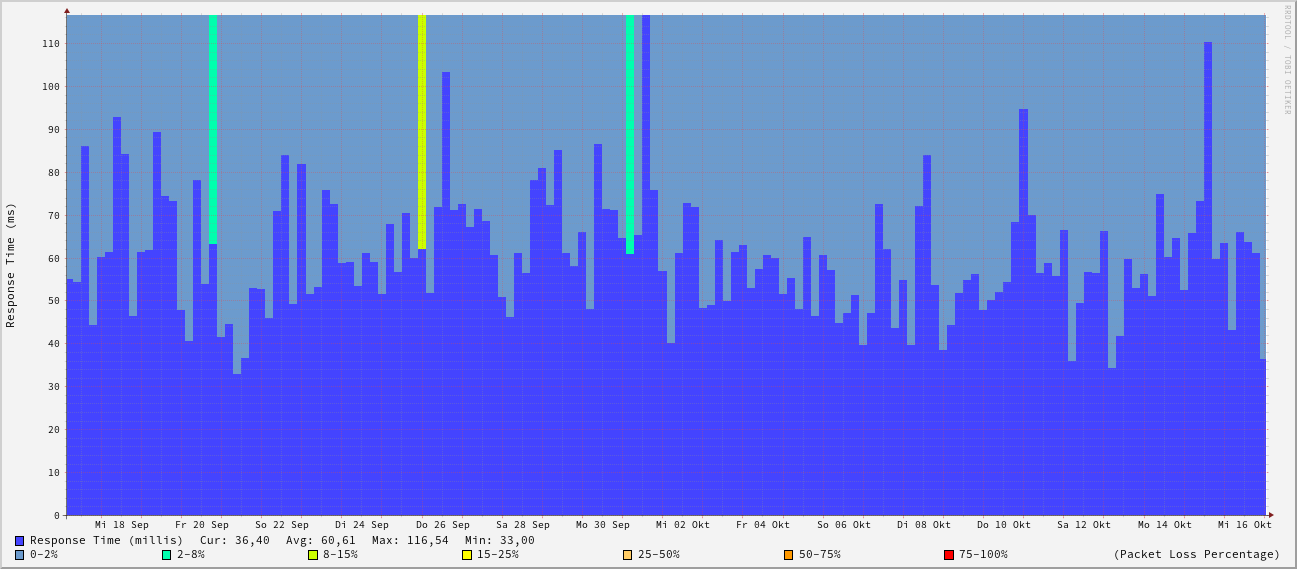 RRDTOOL / TOBI OETIKER
Response Time (ms)
110
100
90
80
70
60
50
40
30
20
10
0
Mi 18 Sep Fr 20 Sep So 22 Sep Di 24 Sep Do 26 Sep Sa 28 Sep Mo 30 Sep Mi 02 Okt Fr 04 Okt So 06 Okt Di 08 Okt Do 10 Okt Sa 12 Okt Mo 14 Okt Mi 16 Okt
Response Time (millis) Cur: 36,40 Avg: 60,61 Max: 116,54 Min: 33,00
0-2% 2-8% 8-15% 15-25% 25-50% 50-75% 75-100% (Packet Loss Percentage)